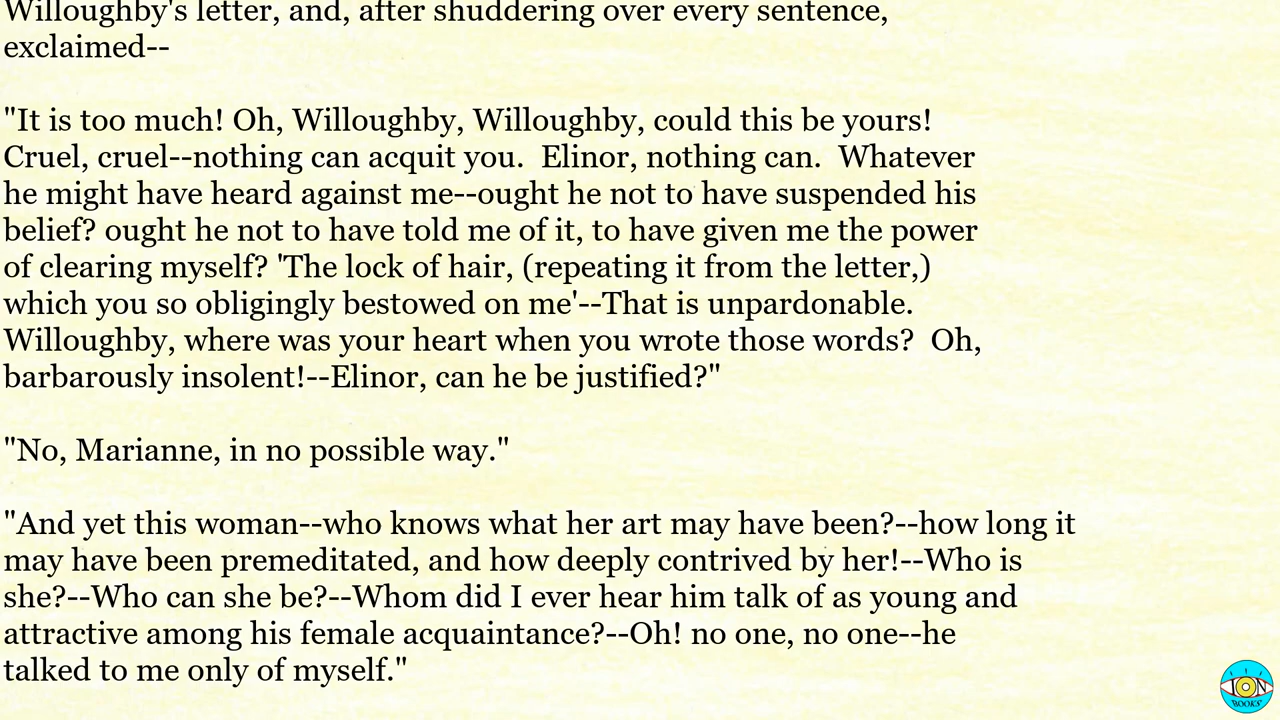 Willoughby's letter, and, after shuddering over every sentence,
exclaimed--
"It is too much! Oh, Willoughby, Willoughby, could this be yours!
Cruel, cruel--nothing can acquit you.  Elinor, nothing can.  Whatever
he might have heard against me--ought he not to have suspended his
belief? ought he not to have told me of it, to have given me the power
of clearing myself? 'The lock of hair, (repeating it from the letter,)
which you so obligingly bestowed on me'--That is unpardonable.
Willoughby, where was your heart when you wrote those words?  Oh,
barbarously insolent!--Elinor, can he be justified?"
"No, Marianne, in no possible way."
"And yet this woman--who knows what her art may have been?--how long it
may have been premeditated, and how deeply contrived by her!--Who is
she?--Who can she be?--Whom did I ever hear him talk of as young and
attractive among his female acquaintance?--Oh! no one, no one--he
talked to me only of myself."
ION
BOOKS